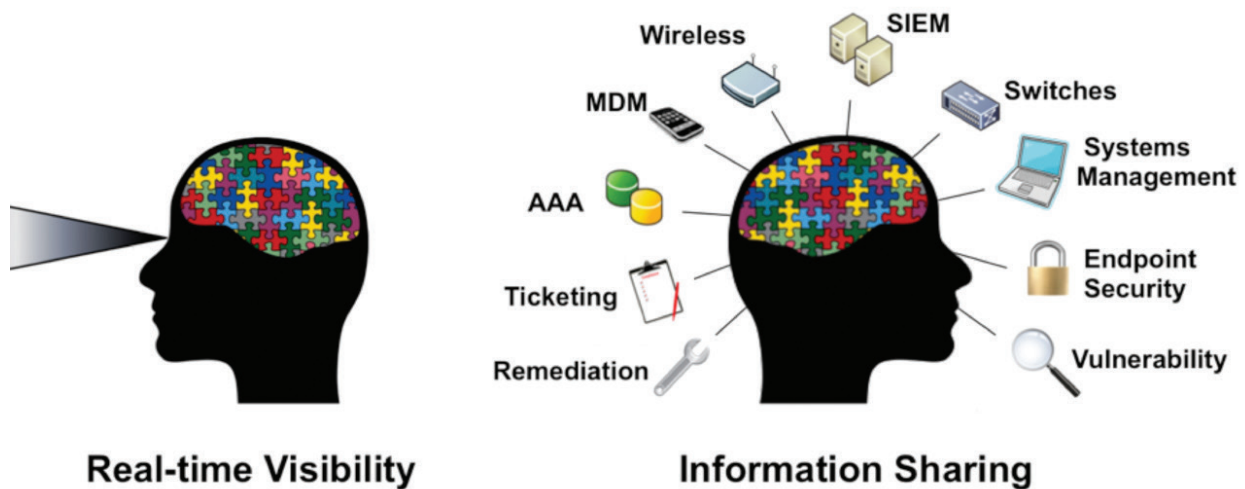 SIEM
Wireless
Switches
MDM
Systems
Management
AAA
Endpoint
Security
Ticketing
Vulnerability
Remediation
Real-time Visibility
Information Sharing